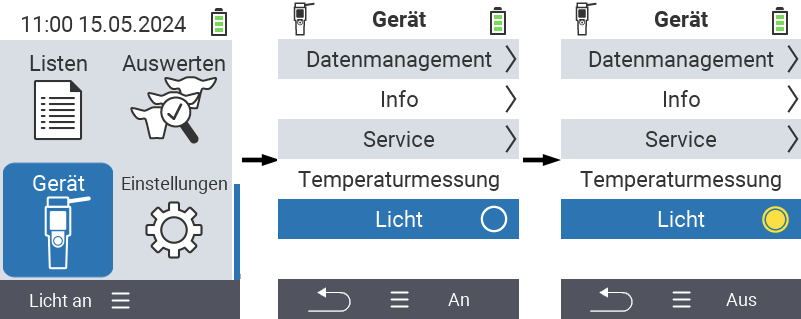 11:00 15.05.2024
Listen
Auswerten
Gerät
Einstellungen
Licht an
Gerät
Datenmanagement
Info
Service
Temperaturmessung
Licht
An
Gerät
Datenmanagement
Info
Service
Temperaturmessung
Licht
Aus